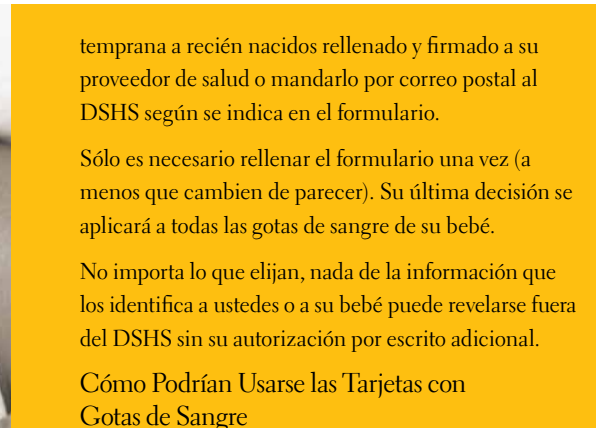 temprana a recién nacidos rellenado y firmado a su
proveedor de salud o mandarlo por correo postal al
DSHS según se indica en el formulario.
Sólo es necesario rellenar el formulario una vez (a
menos que cambien de parecer). Su última decisión se
aplicará a todas las gotas de sangre de su bebé.
No importa lo que elijan, nada de la información que
los identifica a ustedes o a su bebé puede revelarse fuera
del DSHS sin su autorización por escrito adicional.
Cómo Podrían Usarse las Tarjetas con
Gotas de Sangre